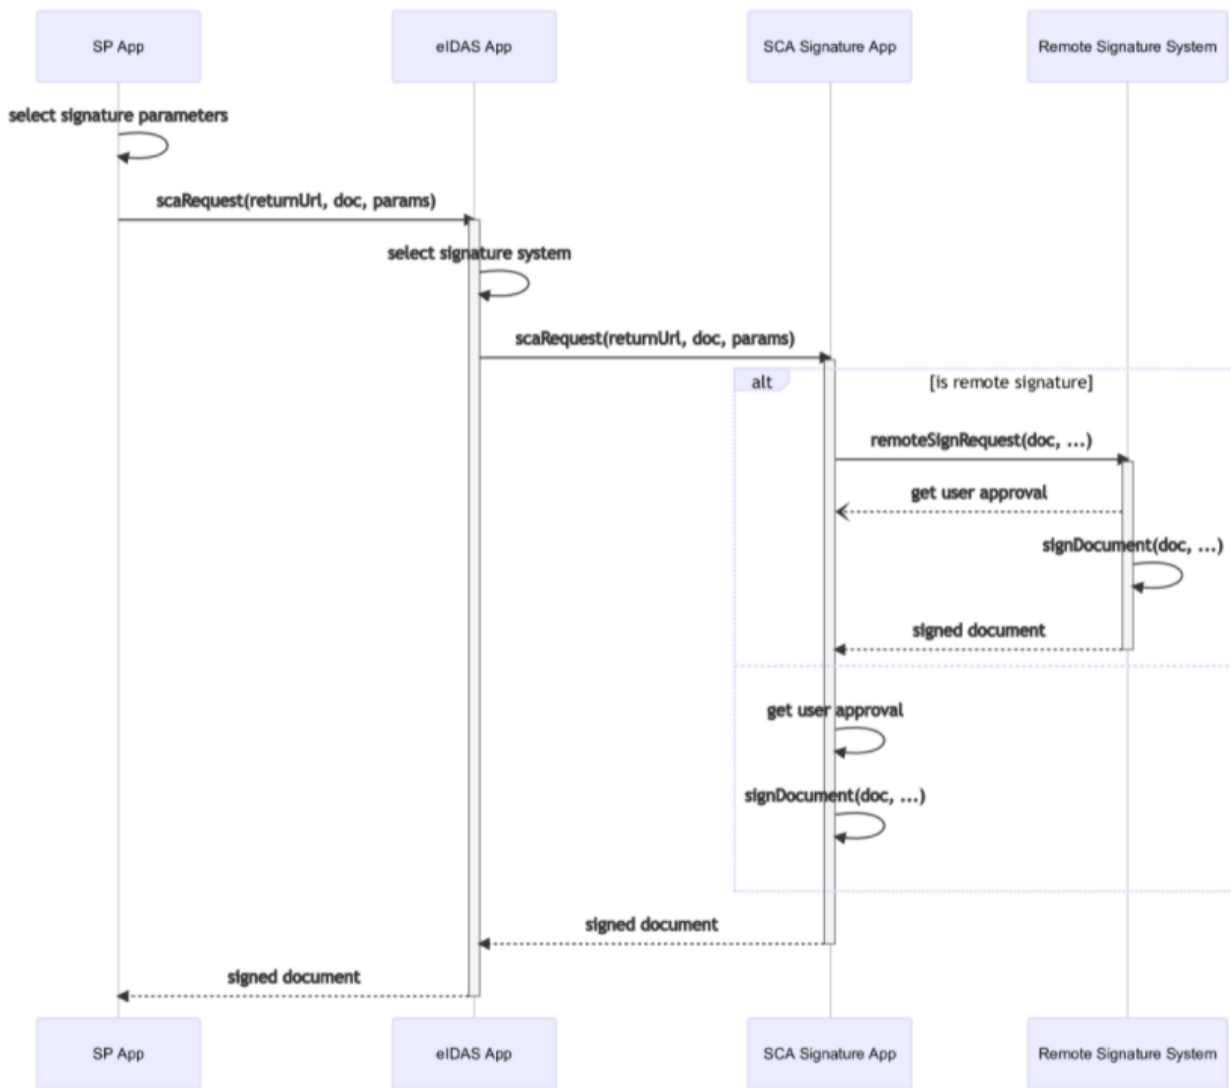 SP App
eIDAS App
SCA Signature App
Remote Signature System
select signature parameters
scaRequest(returnUrl, doc, params)
select signature system
scaRequest(returnUrl, doc, params)
alt
[is remote signature]
remoteSignRequest(doc, ...)
get user approval
signDocument(doc, ...)
signed document
get user approval
signDocument(doc, ...)
signed document
signed document
SP App
eIDAS App
SCA Signature App
Remote Signature System